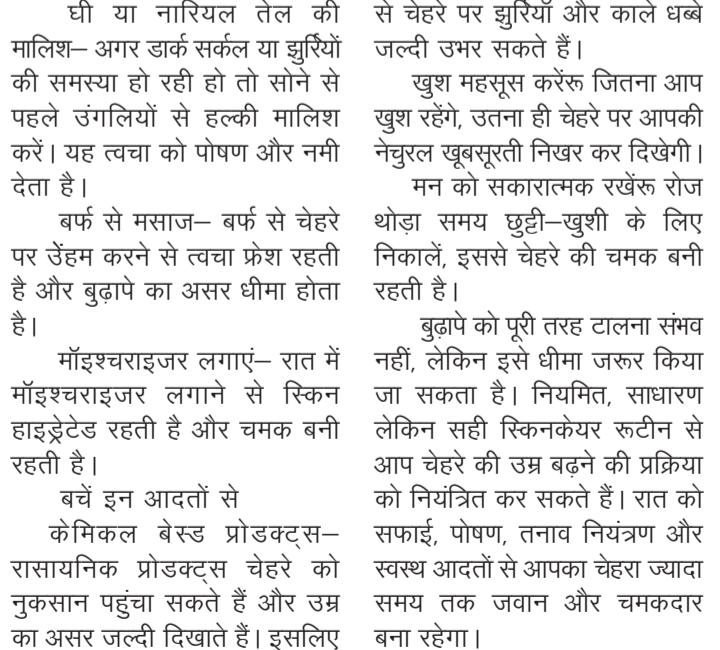 घी या नारियल तेल की
मालिश– अगर डार्क सर्कल या झुर्रियों
की समस्या हो रही हो तो सोने से
पहले उंगलियों से हल्की मालिश
करें। यह त्वचा को पोषण और नमी
देता है।
बर्फ से मसाज– बर्फ से चेहरे
पर उेंहम करने से त्वचा फ्रेश रहती
है और बुढ़ापे का असर धीमा होता
है।
मॉइश्चराइजर लगाएं– रात में
मॉइश्चराइजर लगाने से स्किन
हाइड्रेटेड रहती है और चमक बनी
रहती है।
बचें इन आदतों से
केमिकल बेस्ड प्रोडक्ट्स–
रासायनिक प्रोडक्ट्स चेहरे को
नुकसान पहुंचा सकते हैं और उम्र
का असर जल्दी दिखाते हैं। इसलिए
से चेहरे पर झुर्रियाँ और काले धब्बे
जल्दी उभर सकते हैं।
खुश महसूस करेंरू जितना आप
खुश रहेंगे, उतना ही चेहरे पर आपकी
नेचुरल खूबसूरती निखर कर दिखेगी।
मन को सकारात्मक रखेंरू रोज
थोड़ा समय छुट्टी–खुशी के लिए
निकालें, इससे चेहरे की चमक बनी
रहती है।
बुढ़ापे को पूरी तरह टालना संभव
नहीं, लेकिन इसे धीमा जरूर किया
जा सकता है। नियमित, साधारण
लेकिन सही स्किनकेयर रूटीन से
आप चेहरे की उम्र बढ़ने की प्रक्रिया
को नियंत्रित कर सकते हैं। रात को
सफाई, पोषण, तनाव नियंत्रण और
स्वस्थ आदतों से आपका चेहरा ज्यादा
समय तक जवान और चमकदार
बना रहेगा।